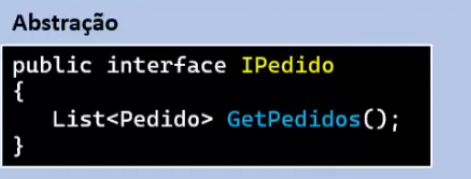 Abstração
public interface IPedido
{
List<Pedido> GetPedidos();
}